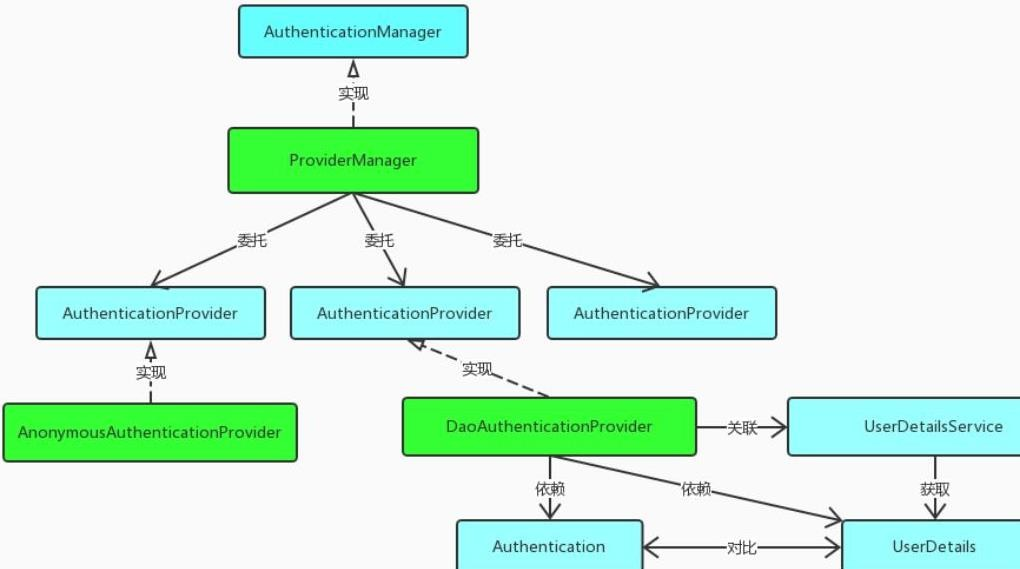 AuthenticationManager
实现
ProviderManager
委托
委托
委托
AuthenticationProvider
AuthenticationProvider
AuthenticationProvider
实现
实现
AnonymousAuthenticationProvider
DaoAuthenticationProvider
关联
UserDetailsService
依赖
依赖
获取
Authentication
对比
UserDetails